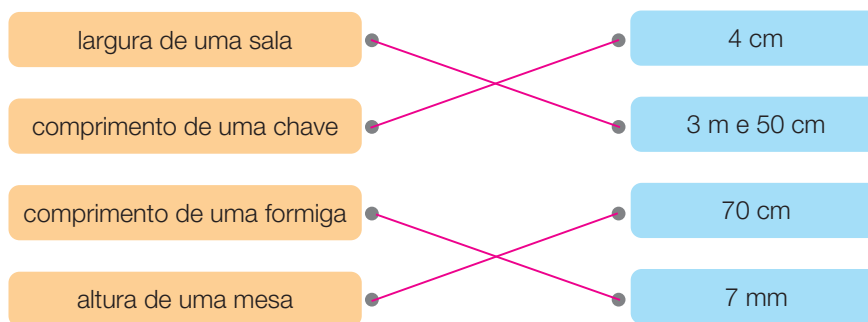 largura de uma sala
4 cm
comprimento de uma chave
3 m e 50 cm
comprimento de uma formiga
70 cm
altura de uma mesa
7 mm